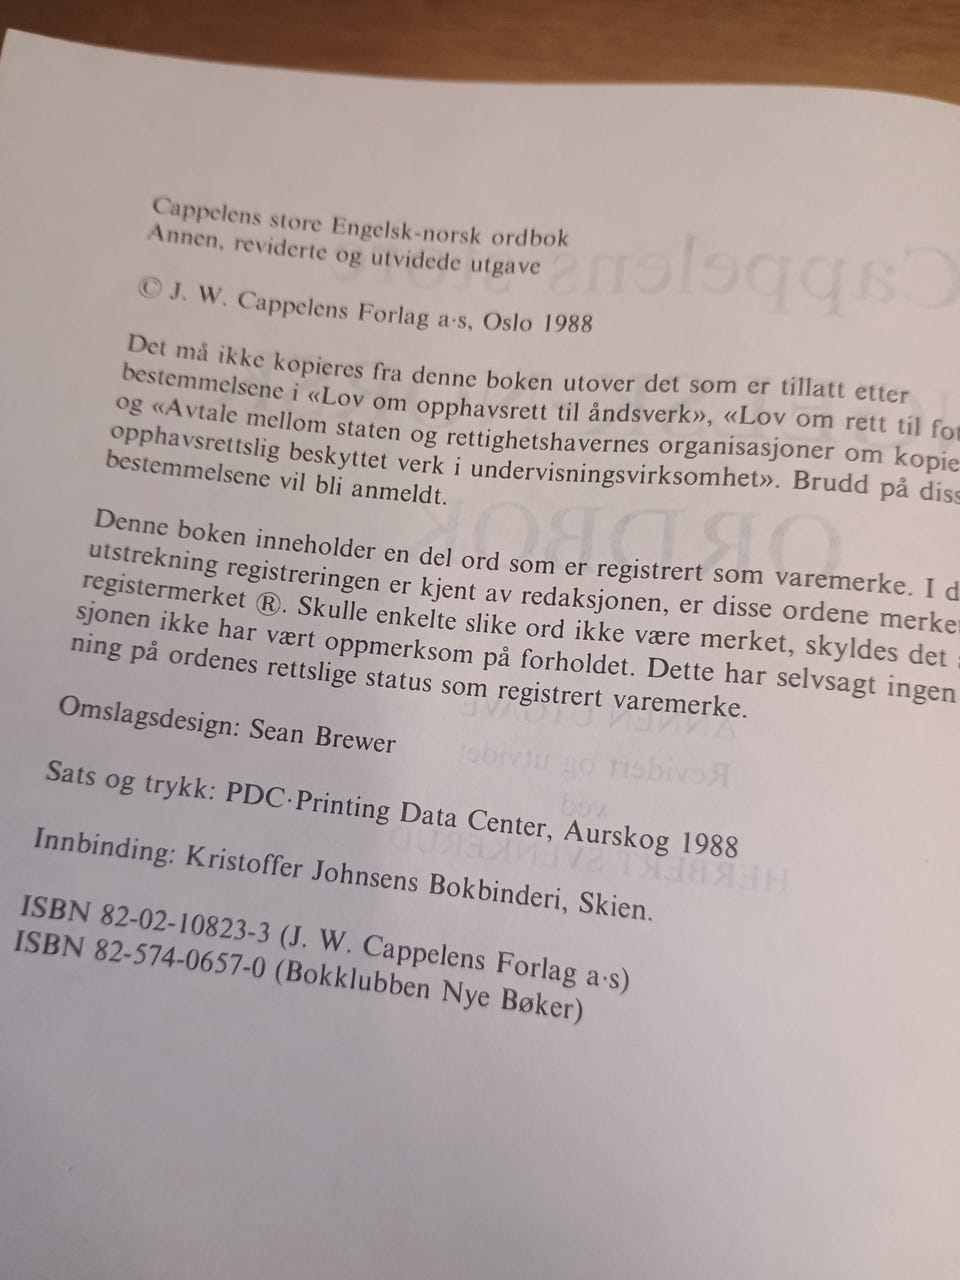 Cappelens store Engelsk-norsk ordbok
Annen, reviderte og utvidede utgave
© J. W. Cappelens Forlag a·s, Oslo 1988
Det må ikke kopieres fra denne boken utover det som er tillatt etter
bestemmelsene i «Lov om opphavsrett til åndsverk», «Lov om rett til fot
og «Avtale mellom staten og rettighetshavernes organisasjoner om kopie
opphavsrettslig beskyttet verk i undervisningsvirksomhet». Brudd på diss
bestemmelsene vil bli anmeldt.
Denne boken inneholder en del ord som er registrert som varemerke. I d
utstrekning registreringen er kjent av redaksjonen, er disse ordene merke
registermerket ®. Skulle enkelte slike ord ikke være merket, skyldes det
sjonen ikke har vært oppmerksom på forholdet. Dette har selvsagt ingen
ning på ordenes rettslige status som registrert varemerke.
Omslagsdesign: Sean Brewer
Sats og trykk: PDC·Printing Data Center, Aurskog 1988
Innbinding: Kristoffer Johnsens Bokbinderi, Skien.
ISBN 82-02-10823-3 (J. W. Cappelens Forlag a·s)
ISBN 82-574-0657-0 (Bokklubben Nye Bøker)